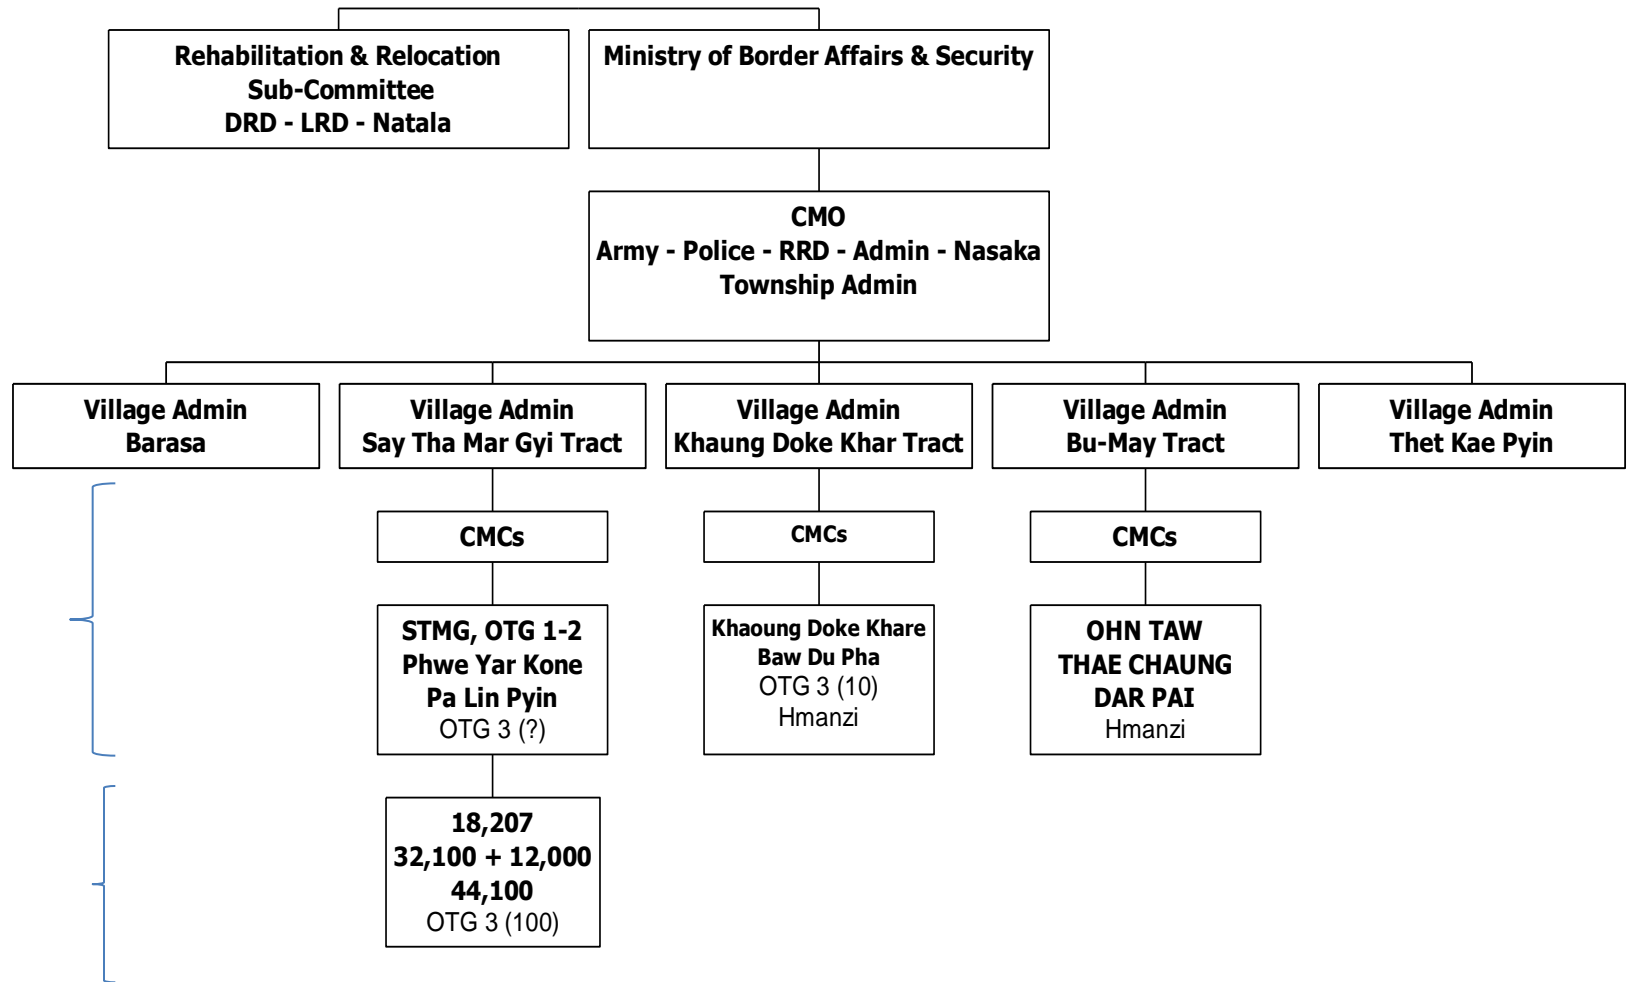 Rehabilitation & Relocation
Sub-Committee
DRD - LRD - Natala
Ministry of Border Affairs & Security
CMO
Army - Police - RRD - Admin - Nasaka
Township Admin
Village Admin
Barasa
Village Admin
Say Tha Mar Gyi Tract
Village Admin
Khaung Doke Khar Tract
Village Admin
Bu-May Tract
Village Admin
Thet Kae Pyin
CMCs
CMCs
CMCs
STMG, OTG 1-2
Phwe Yar Kone
Pa Lin Pyin
OTG 3 (?)
Khaoung Doke Khare
Baw Du Pha
OTG 3 (10)
Hmanzi
OHN TAW
THAE CHAUNG
DAR PAI
Hmanzi
18,207
32,100 + 12,000
44,100
OTG 3 (100)